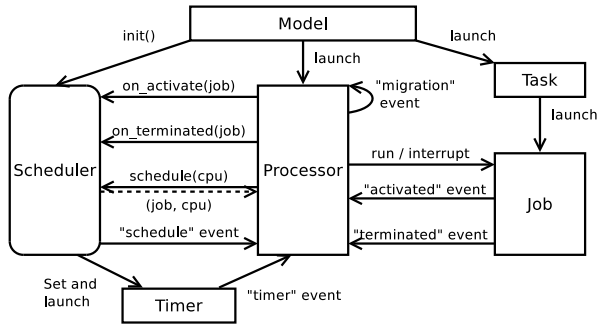 Model
init()
launch
launch
Task
on_activate(job)
"migration"
event
launch
on_terminated(job)
Scheduler
Processor
run / interrupt
schedule(cpu)
"activated" event
(job, cpu)
Job
"schedule" event
"terminated" event
Set and
launch
Timer
"timer" event